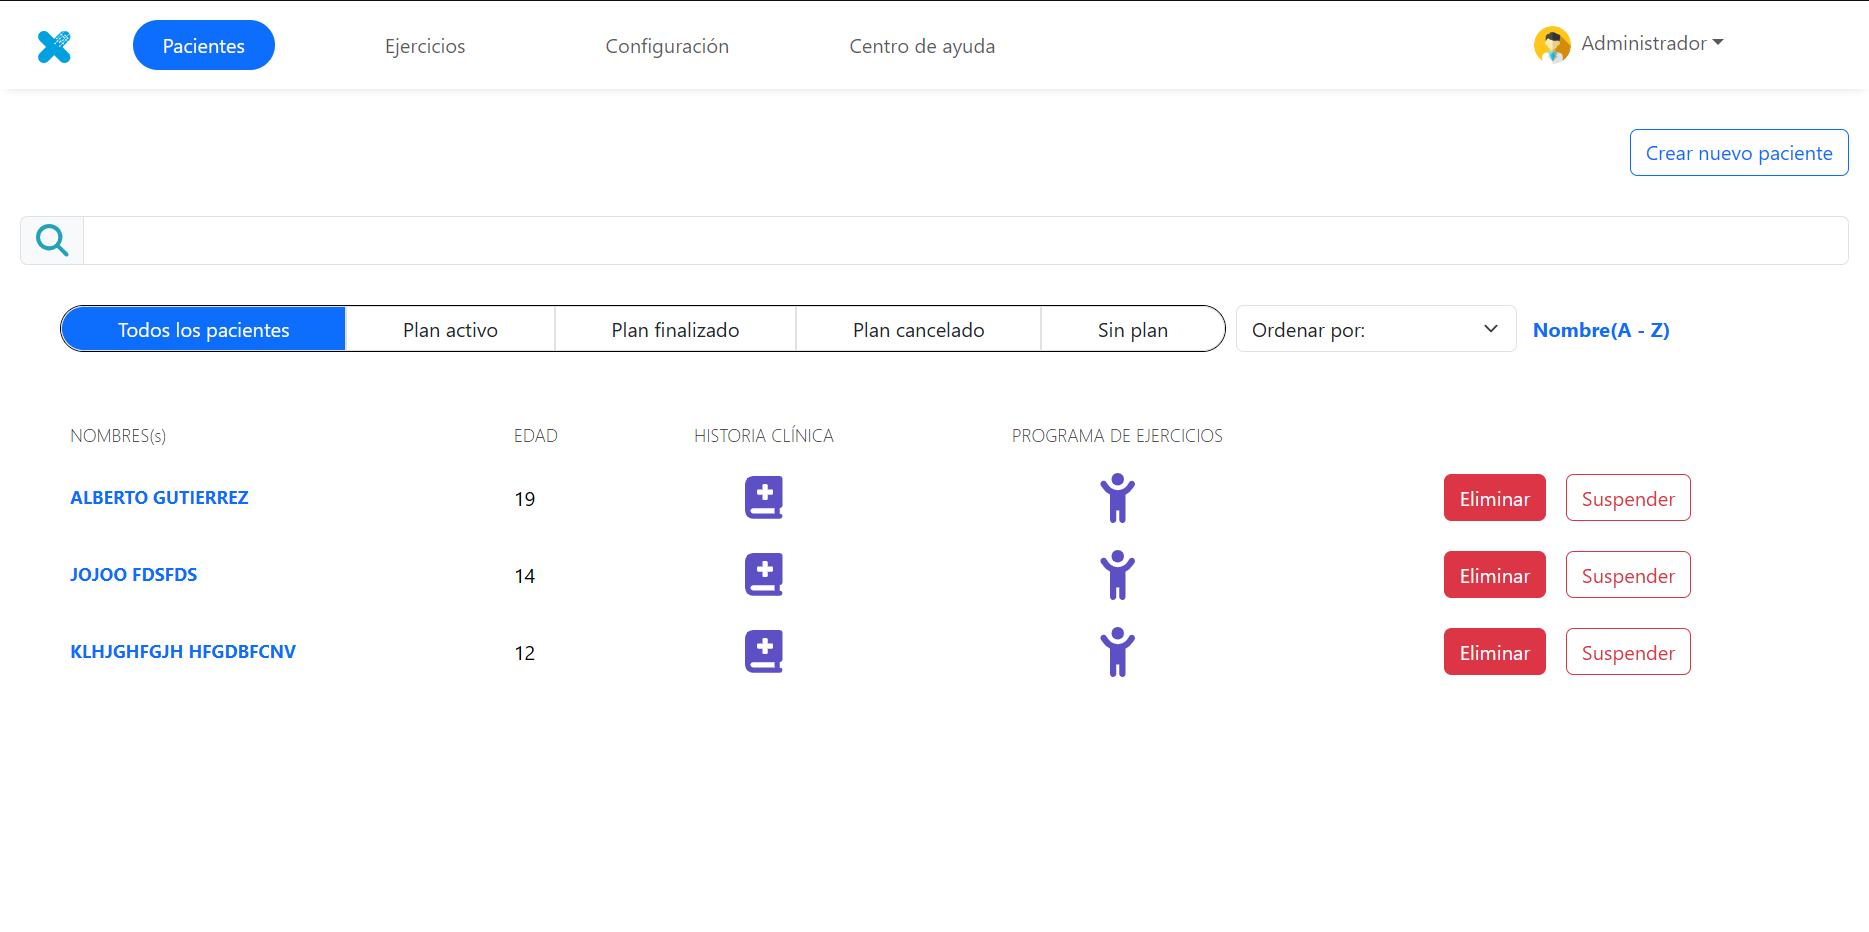 Pacientes Ejercicios Configuración Centro de ayuda Administrador
Crear nuevo paciente
Todos los pacientes Plan activo Plan finalizado Plan cancelado Sin plan Ordenar por: Nombre(A - Z)
NOMBRES(s) EDAD HISTORIA CLÍNICA PROGRAMA DE EJERCICIOS
ALBERTO GUTIERREZ 19 Eliminar Suspender
JOJOO FDSFDS 14 Eliminar Suspender
KLHJGHFGJH HFGDBFCNV 12 Eliminar Suspender